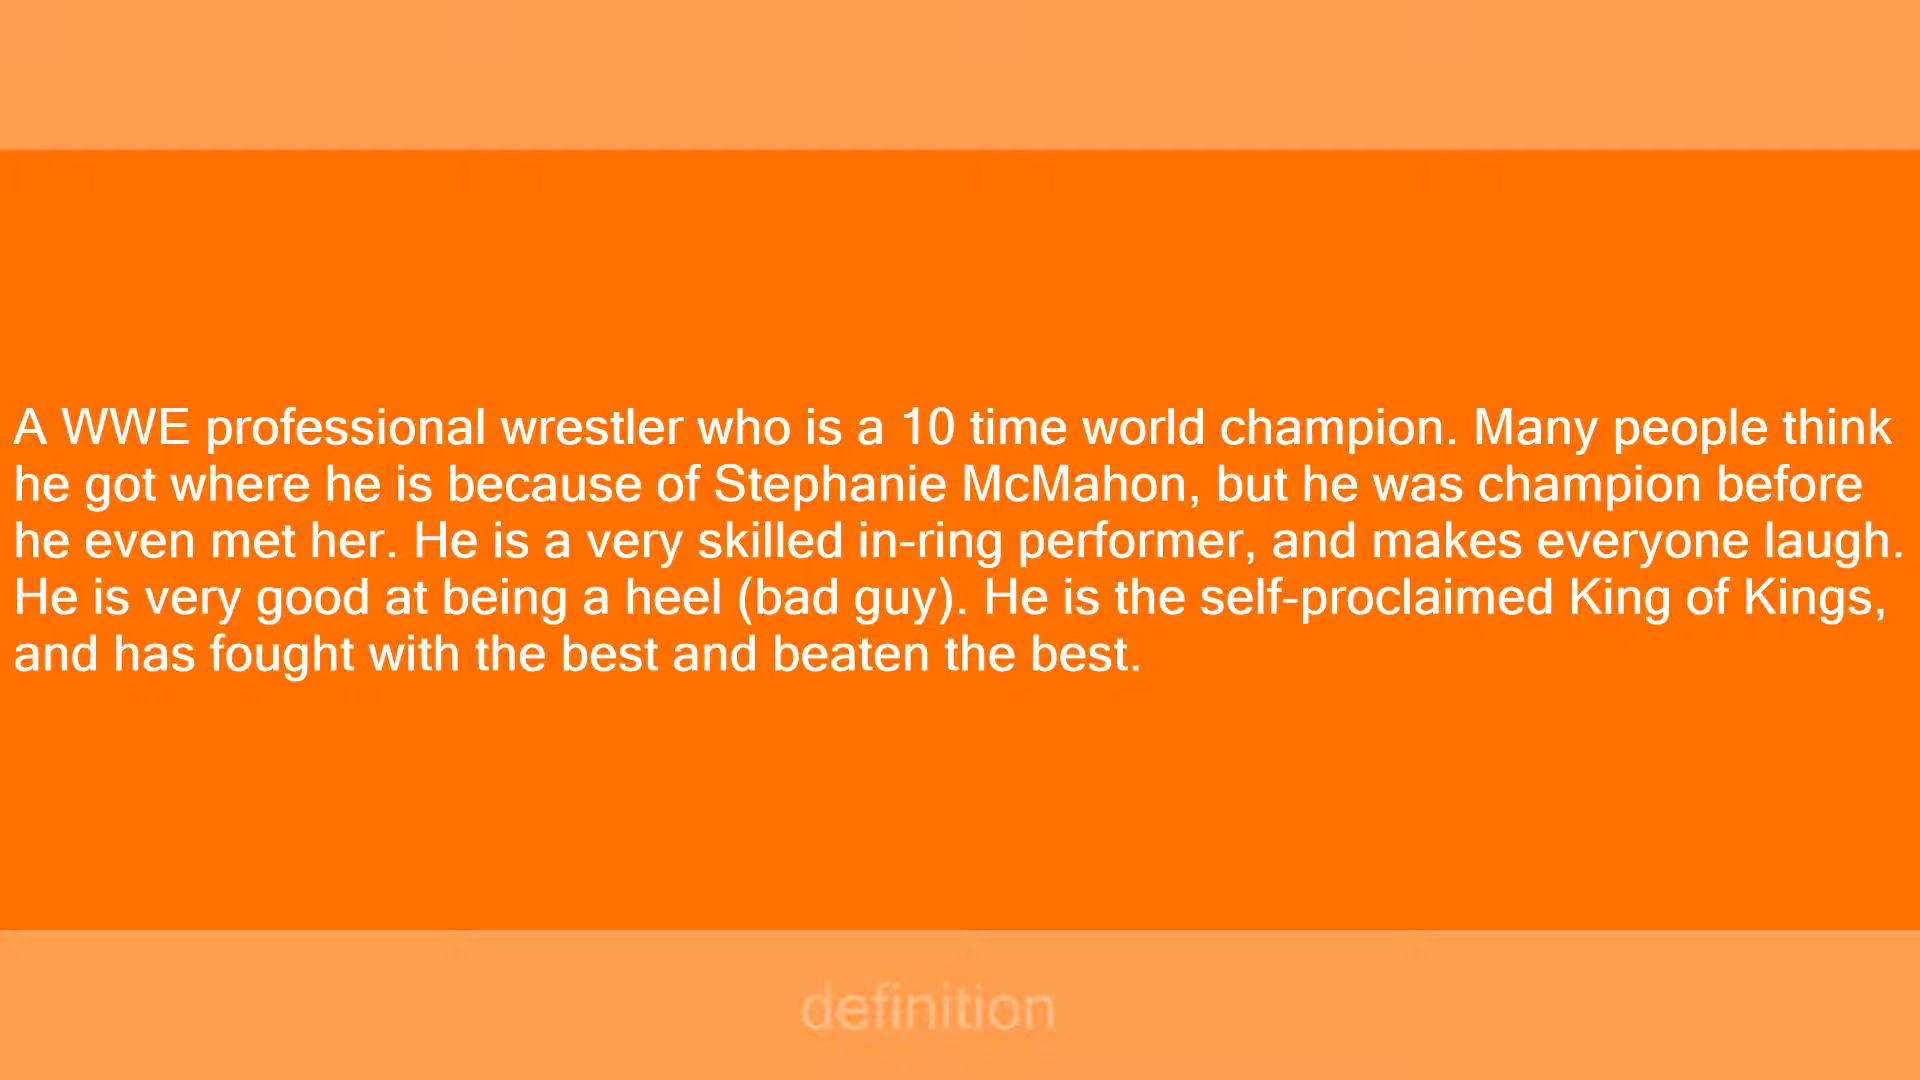 A WWE professional wrestler who is a 10 time world champion. Many people think
he got where he is because of Stephanie McMahon, but he was champion before
he even met her. He is a very skilled in-ring performer, and makes everyone laugh.
He is very good at being a heel (bad guy). He is the self-proclaimed King of Kings,
and has fought with the best and beaten the best.
definition